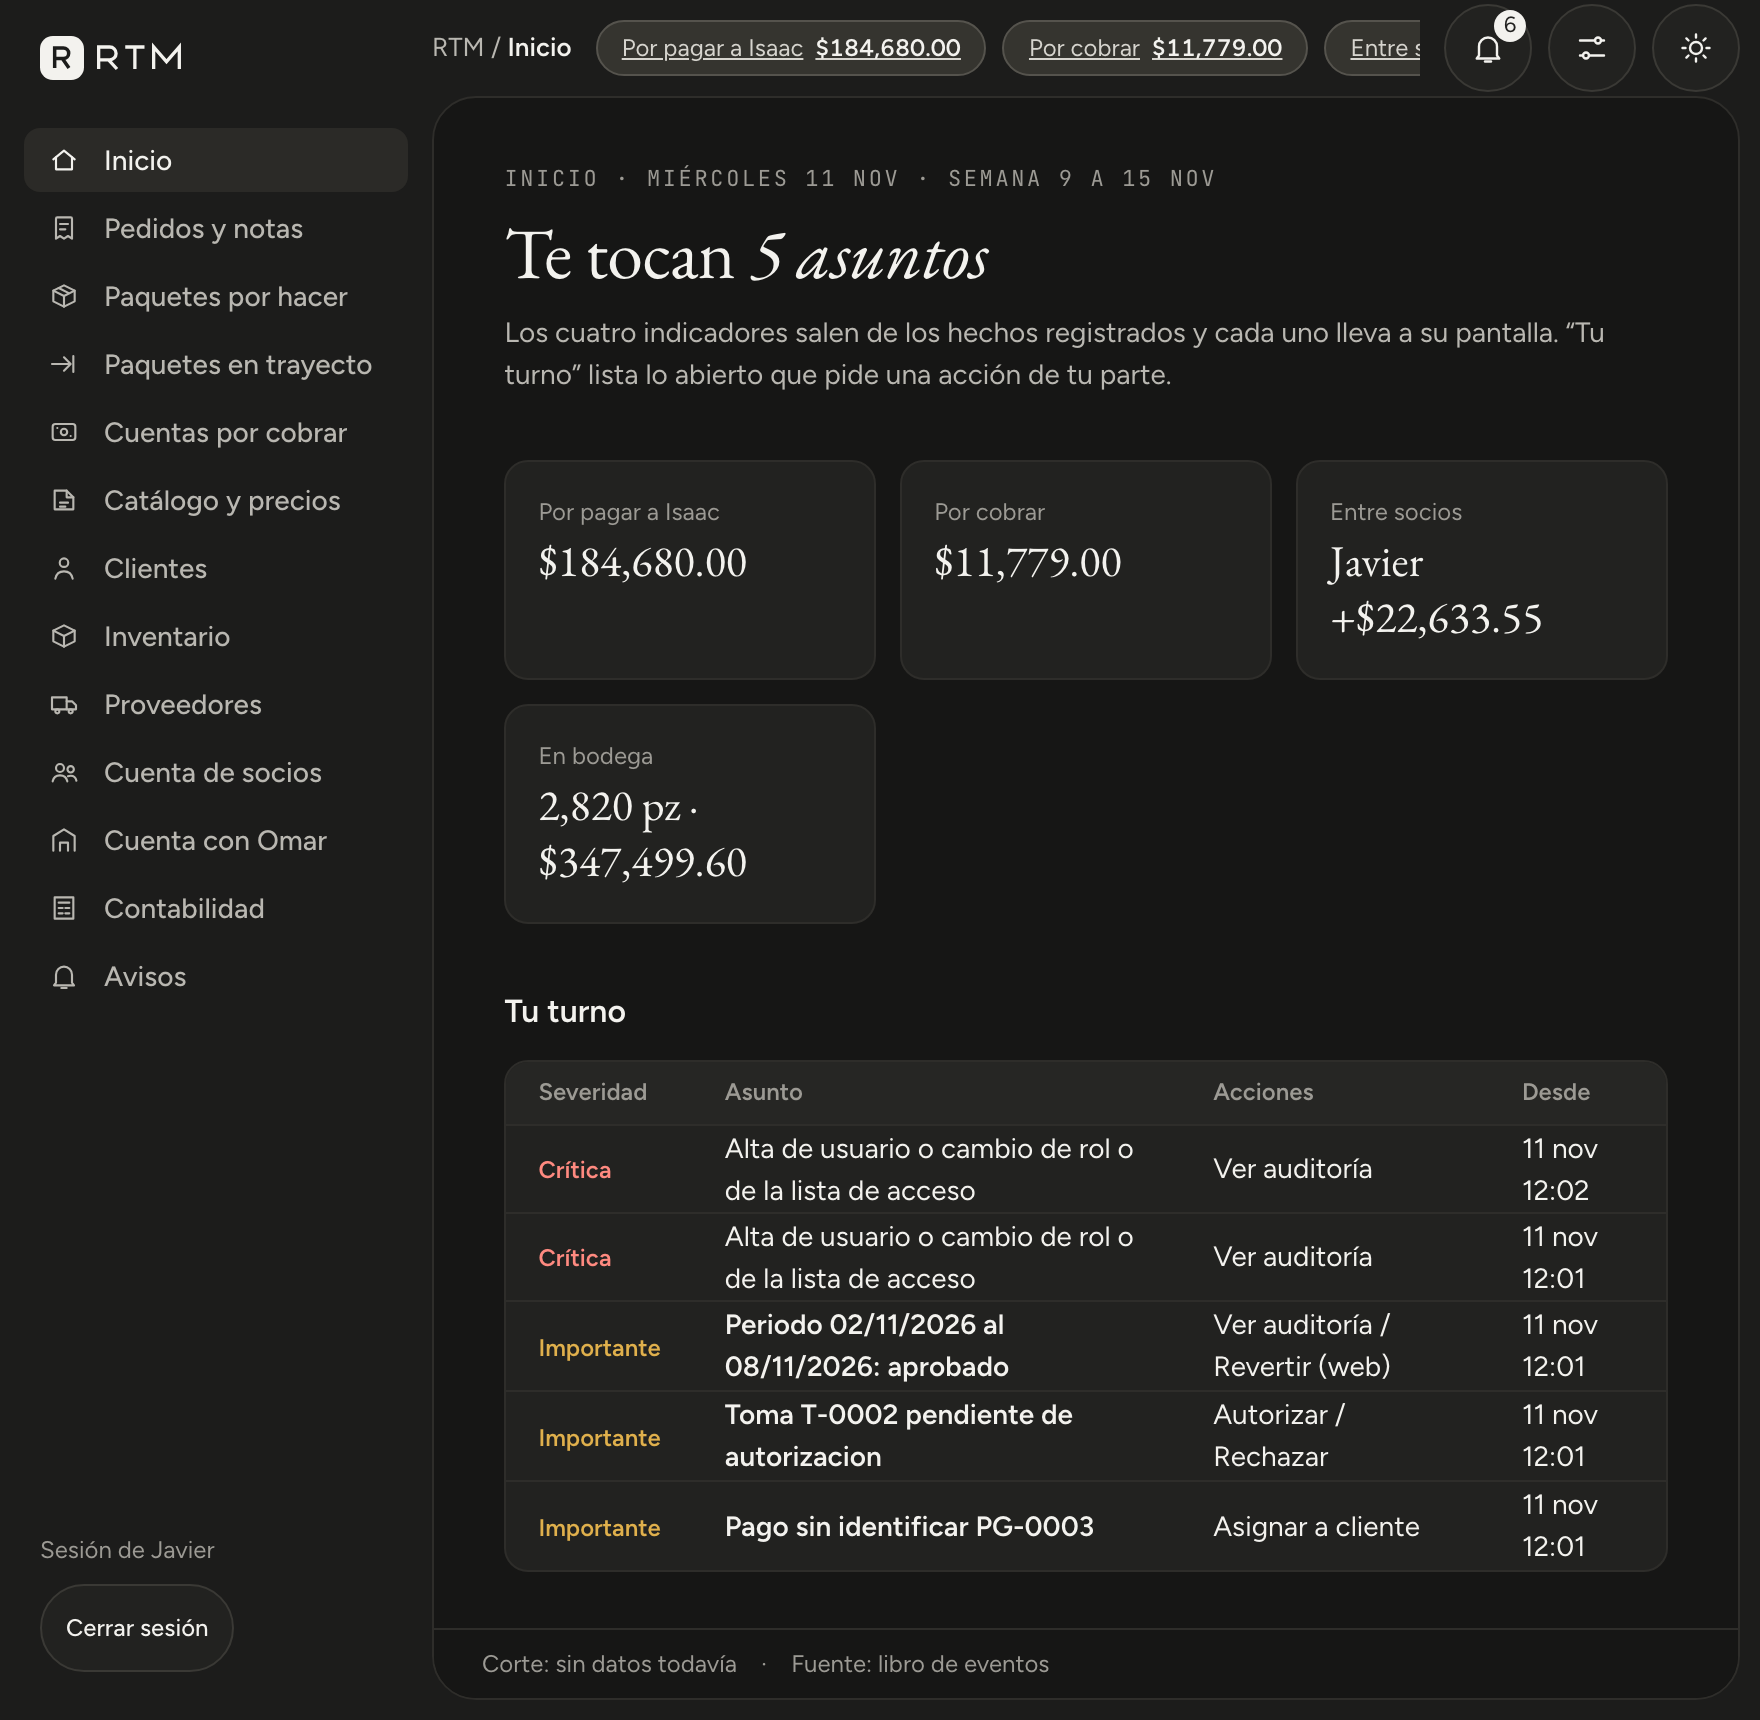 R RTM
RTM / Inicio
Por pagar a Isaac $184,680.00
Por cobrar $11,779.00
Entre
6
Inicio
Pedidos y notas
Paquetes por hacer
Paquetes en trayecto
Cuentas por cobrar
Catálogo y precios
Clientes
Inventario
Proveedores
Cuenta de socios
Cuenta con Omar
Contabilidad
Avisos
Sesión de Javier
Cerrar sesión
INICIO · MIÉRCOLES 11 NOV · SEMANA 9 A 15 NOV
Te tocan 5 asuntos
Los cuatro indicadores salen de los hechos registrados y cada uno lleva a su pantalla. “Tu
turno” lista lo abierto que pide una acción de tu parte.
Por pagar a Isaac
$184,680.00
Por cobrar
$11,779.00
Entre socios
Javier
+$22,633.55
En bodega
2,820 pz ·
$347,499.60
Tu turno
Severidad Asunto Acciones Desde
Crítica Alta de usuario o cambio de rol o de la lista de acceso Ver auditoría 11 nov 12:02
Crítica Alta de usuario o cambio de rol o de la lista de acceso Ver auditoría 11 nov 12:01
Importante Periodo 02/11/2026 al 08/11/2026: aprobado Ver auditoría / Revertir (web) 11 nov 12:01
Importante Toma T-0002 pendiente de autorizacion Autorizar / Rechazar 11 nov 12:01
Importante Pago sin identificar PG-0003 Asignar a cliente 11 nov 12:01
Corte: sin datos todavía · Fuente: libro de eventos